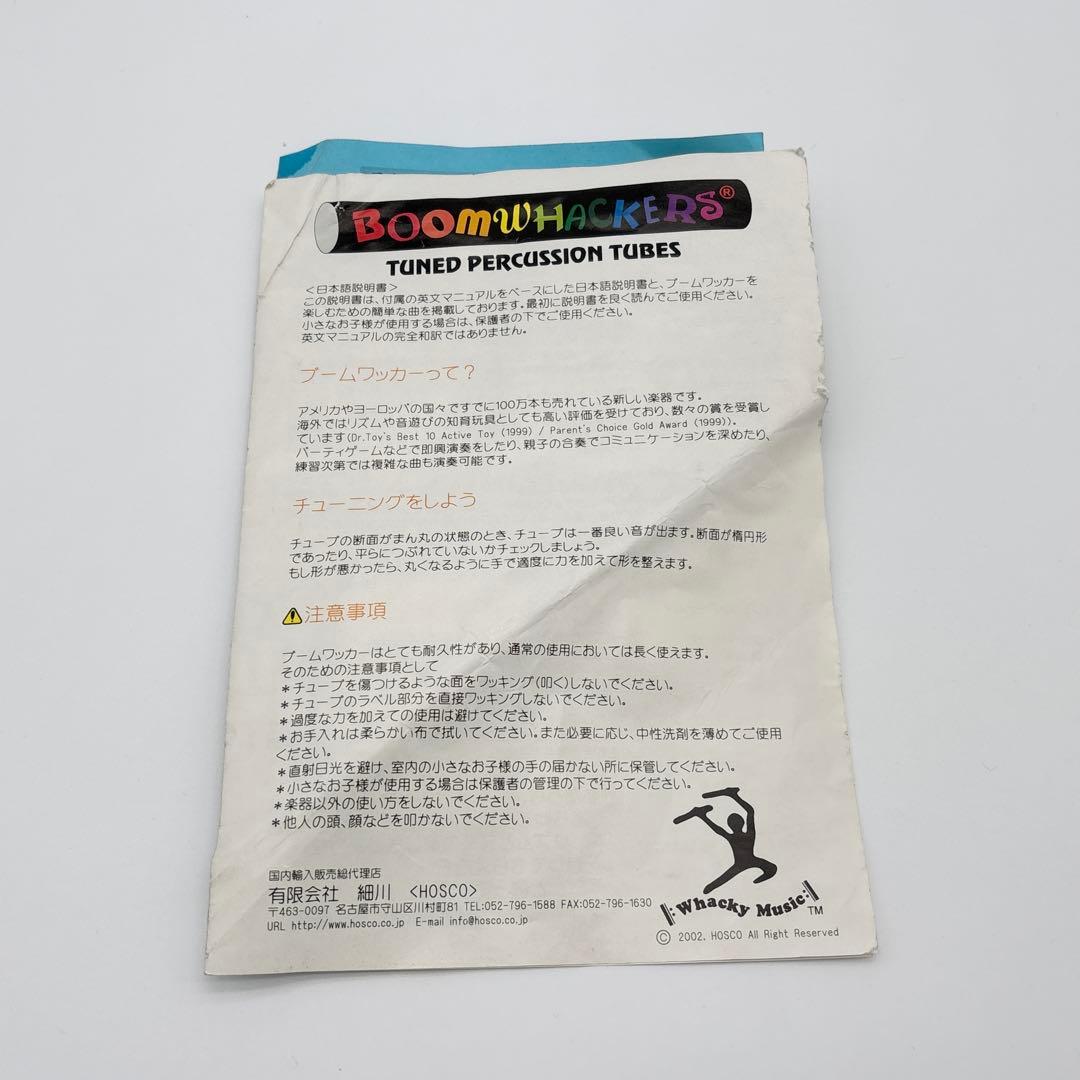 BOOMWHACKERS®
TUNED PERCUSSION TUBES
<日本語説明書>
この説明書は、付属の英文マニュアルをベースにした日本語説明書と、ブームワッカーを
楽しむための簡単な曲を掲載しております。最初に説明書を良く読んでご使用ください。
小さなお子様が使用する場合は、保護者の下でご使用ください。
英文マニュアルの完全和訳ではありません。
ブームワッカーって？
アメリカやヨーロッパの国々ですでに100万本も売れている新しい楽器です。
海外ではリズムや音遊びの知育玩具としても高い評価を受けており、数々の賞を受賞し
ています(Dr.Toy's Best 10 Active Toy (1999) / Parent's Choice Gold Award (1999))。
パーティゲームなどで即興演奏をしたり、親子の合奏でコミュニケーションを深めたり、
練習次第では複雑な曲も演奏可能です。
チューニングをしよう
チューブの断面がまん丸の状態のとき、チューブは一番良い音が出ます。断面が楕円形
であったり、平らにつぶれていないかチェックしましょう。
もし形が悪かったら、丸くなるように手で適度に力を加えて形を整えます。
注意事項
ブームワッカーはとても耐久性があり、通常の使用においては長く使えます。
そのための注意事項として
＊チューブを傷つけるような面をワッキング(叩く)しないでください。
＊チューブのラベル部分を直接ワッキングしないでください。
＊過度な力を加えての使用は避けてください。
＊お手入れは柔らかい布で拭いてください。また必要に応じ、中性洗剤を薄めてご使用
ください。
＊直射日光を避け、室内の小さなお子様の手の届かない所に保管してください。
＊小さなお子様が使用する場合は保護者の管理の下で行ってください。
＊楽器以外の使い方をしないでください。
＊他人の頭、顔などを叩かないでください。
国内輸入販売総代理店
有限会社 細川 <HOSCO>
〒463-0097 名古屋市守山区川村町81 TEL:052-796-1588 FAX:052-796-1630
URL http://www.hosco.co.jp E-mail info@hosco.co.jp
Whacky Music TM
© 2002. HOSCO All Right Reserved